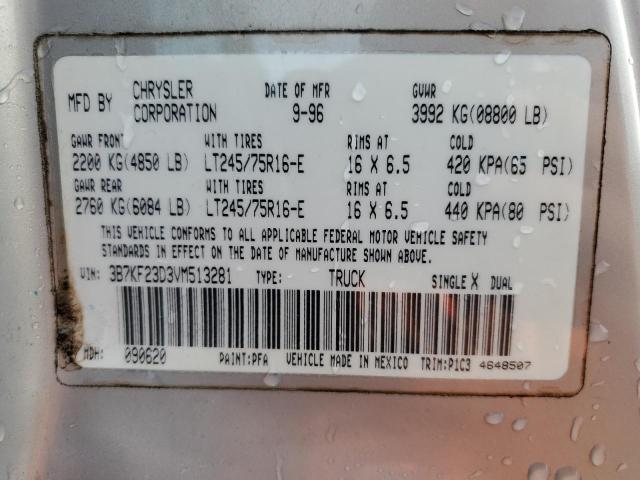 MFD BY CHRYSLER CORPORATION DATE OF MFR 9-96 GVWR 3992 KG(08800 LB)
GAWR FRONT WITH TIRES RIMS AT COLD
2200 KG(4850 LB) LT245/75R16-E 16 X 6.5 420 KPA(65 PSI)
GAWR REAR WITH TIRES RIMS AT COLD
2760 KG(6084 LB) LT245/75R16-E 16 X 6.5 440 KPA(80 PSI)
THIS VEHICLE CONFORMS TO ALL APPLICABLE FEDERAL MOTOR VEHICLE SAFETY
STANDARDS IN EFFECT ON THE DATE OF MANUFACTURE SHOWN ABOVE.
VIN: 3B7KF23D3VM513281 TYPE: TRUCK SINGLE X DUAL
MDH: 090620 PAINT:PFA VEHICLE MADE IN MEXICO TRIM:P1C3 4648507